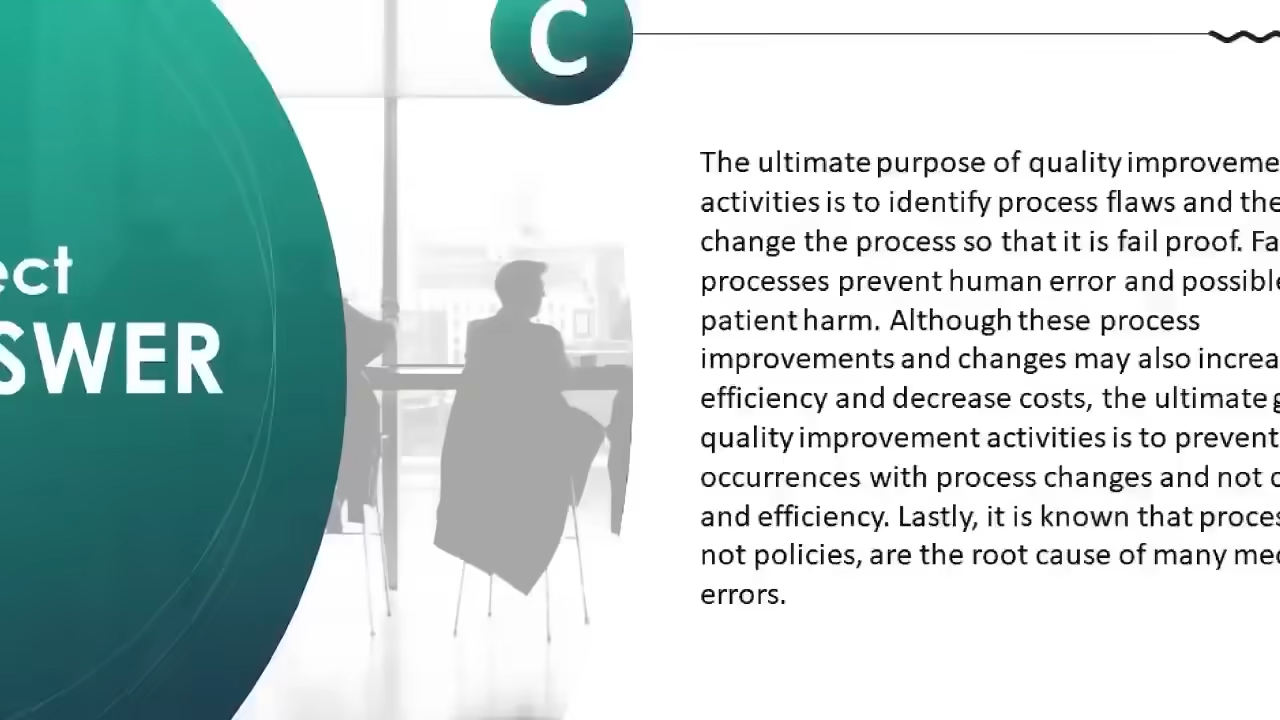 C
ect
SWER
The ultimate purpose of quality improveme
activities is to identify process flaws and the
change the process so that it is fail proof. Fa
processes prevent human error and possible
patient harm. Although these process
improvements and changes may also increa
efficiency and decrease costs, the ultimate g
quality improvement activities is to prevent
occurrences with process changes and not c
and efficiency. Lastly, it is known that proces
not policies, are the root cause of many med
errors.